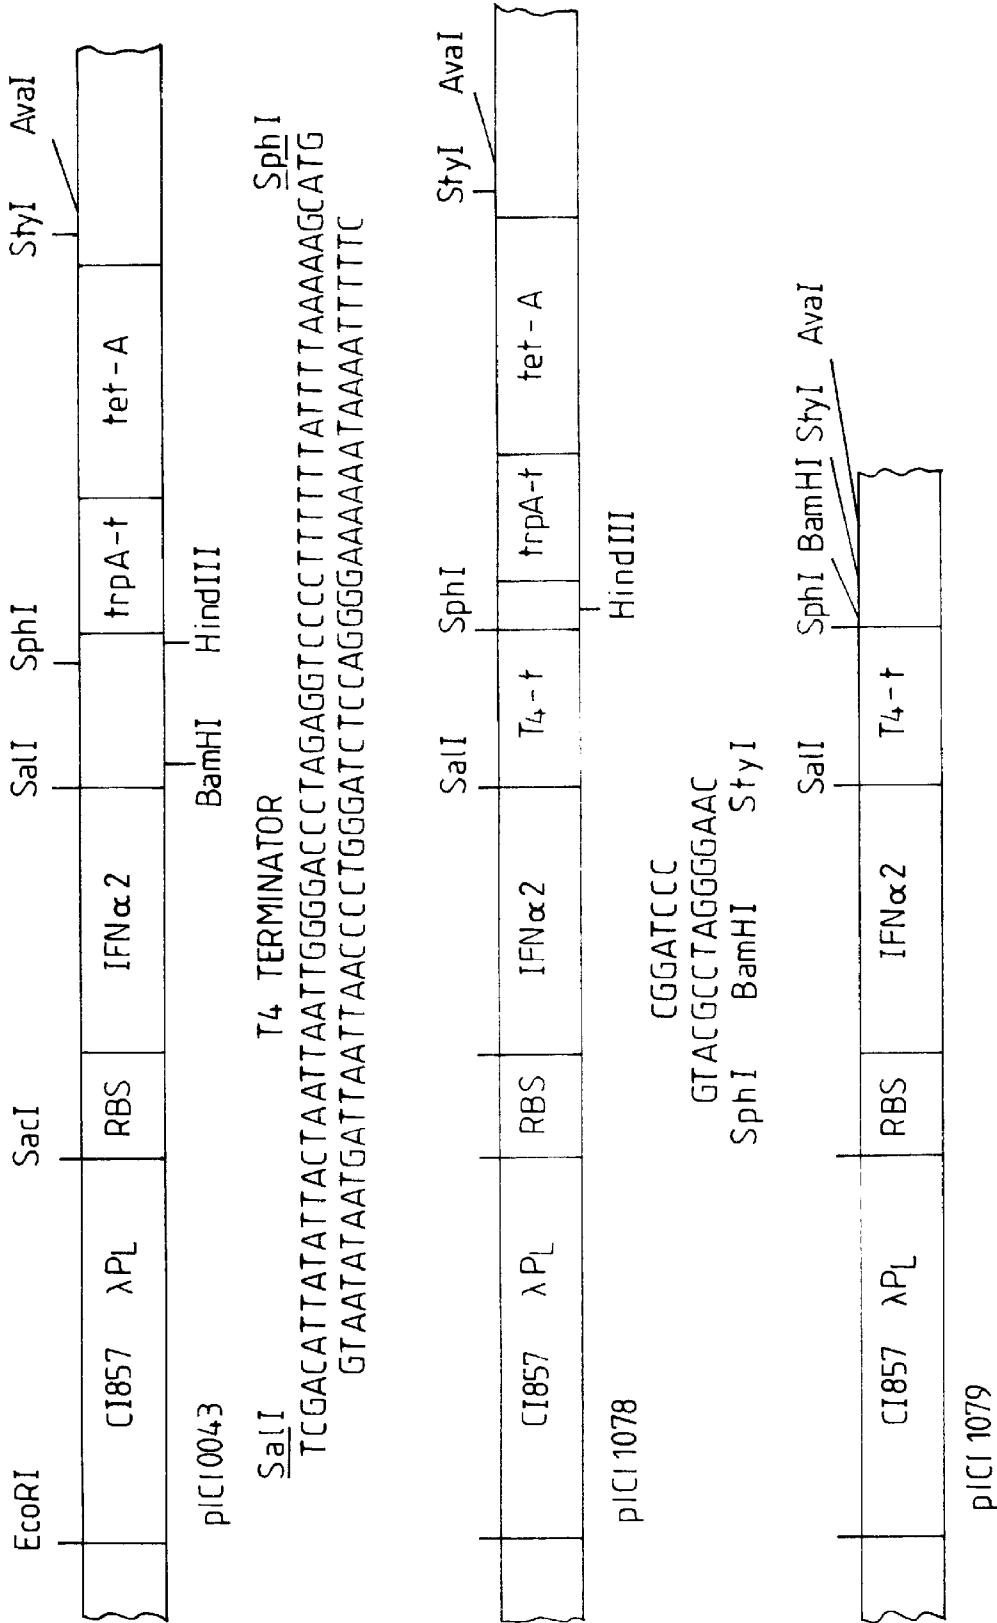 EcoRI SacI SalI SphI StyI AvaI
CI857 λPL RBS IFNα2 trpA-t tet-A
BamHI HindIII
pICI0043
T4 TERMINATOR
SalI SphI
TCGACATTATATTACTAATTAATTGGGGACCCTAGAGGTCCCCTTTTTTATTTTAAAAAGCATG
GTAATATAATGATTAATTAACCCCTGGGATCTCCAGGGGAAAAAATAAAATTTTTC
SalI SphI StyI AvaI
CI857 λPL RBS IFNα2 T4-t trpA-t tet-A
HindIII
pICI1078
CGGATCCC
GTACGCCTAGGGGAAC
SphI BamHI StyI
SalI SphI BamHI StyI AvaI
CI857 λPL RBS IFNα2 T4-t
pICI1079